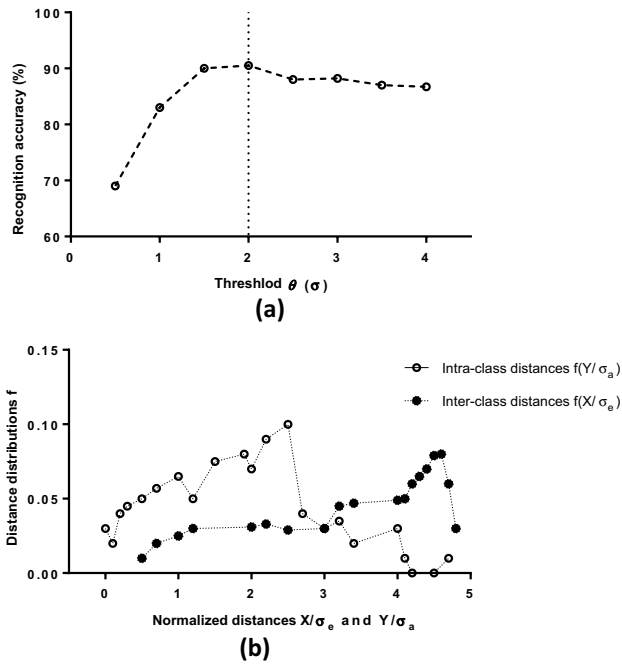 100
90
80
70
60
Recognition accuracy (%)
0 1 2 3 4
Threshlod θ (σ)
(a)
0.15
0.10
0.05
0.00
Distance distributions f
Intra-class distances f(Y/σa)
Inter-class distances f(X/σe)
0 1 2 3 4 5
Normalized distances X/σe and Y/σa
(b)